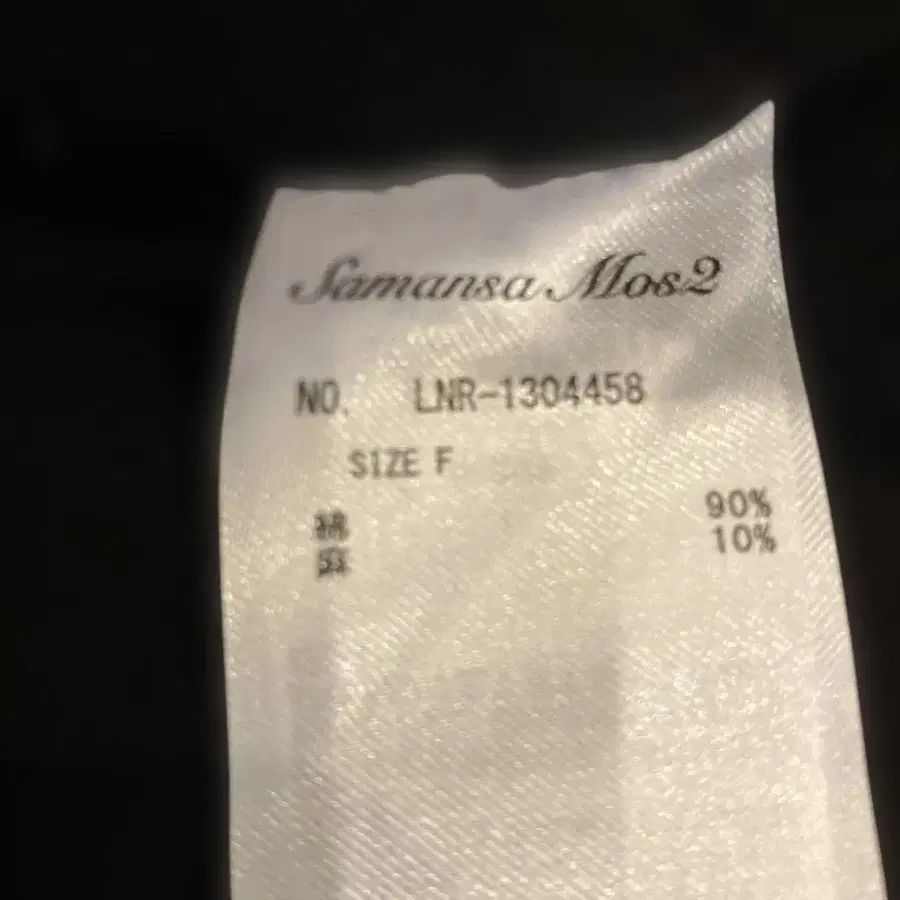 Samansa Mos2
NO. LNR-1304458
SIZE F
綿 90%
麻 10%